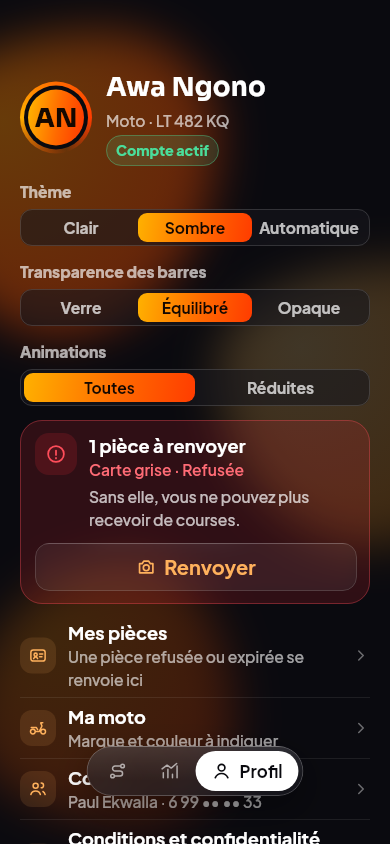 Awa Ngono
AN
Moto · LT 482 KQ
Compte actif
Thème
Clair Sombre Automatique
Transparence des barres
Verre Équilibré Opaque
Animations
Toutes Réduites
1 pièce à renvoyer
Carte grise · Refusée
Sans elle, vous ne pouvez plus
recevoir de courses.
Renvoyer
Mes pièces
Une pièce refusée ou expirée se
renvoie ici
Ma moto
Marque et couleur à indiquer
Profil
Paul Ekwalla · 6 99 •• •• 33
Conditions et confidentialité